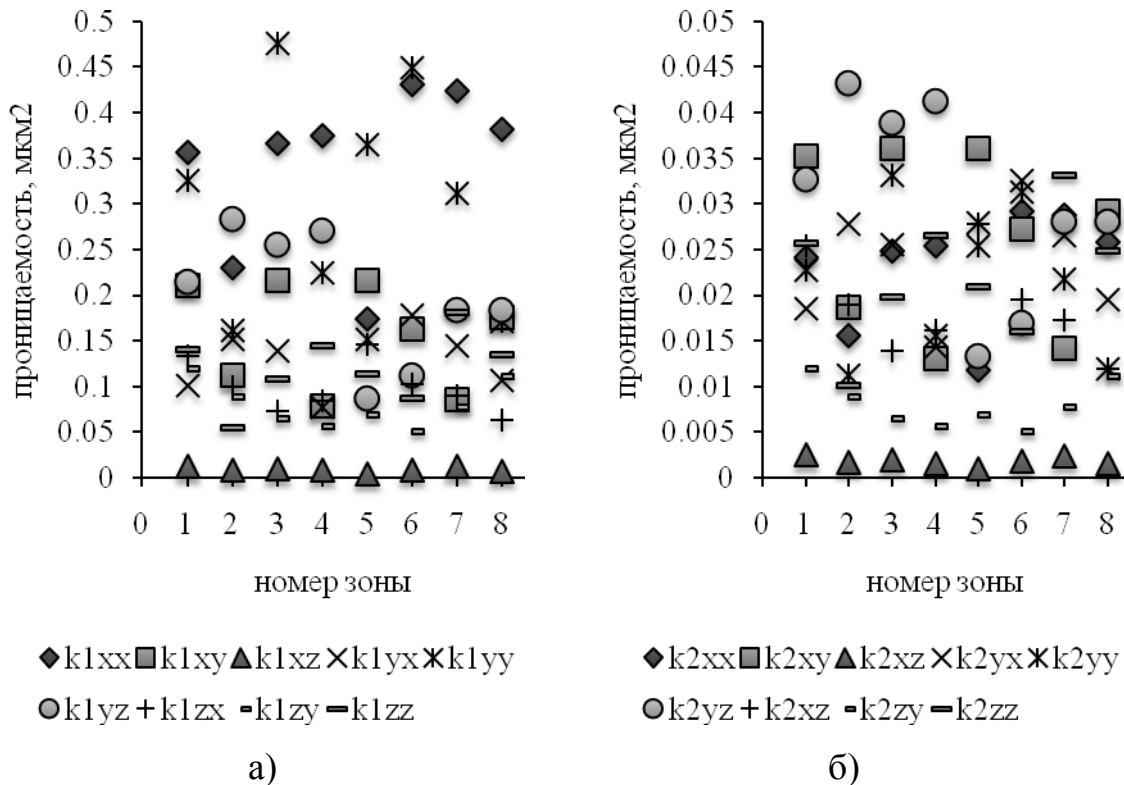 0.5
0.45
0.4
0.35
0.3
0.25
0.2
0.15
0.1
0.05
0
проницаемость, мкм2
0 1 2 3 4 5 6 7 8
номер зоны
k1xx k1xy k1xz k1yx k1yy
k1yz k1zx k1zy k1zz
а)
0.05
0.045
0.04
0.035
0.03
0.025
0.02
0.015
0.01
0.005
0
проницаемость, мкм2
0 1 2 3 4 5 6 7 8
номер зоны
k2xx k2xy k2xz k2yx k2yy
k2yz k2xz k2zy k2zz
б)